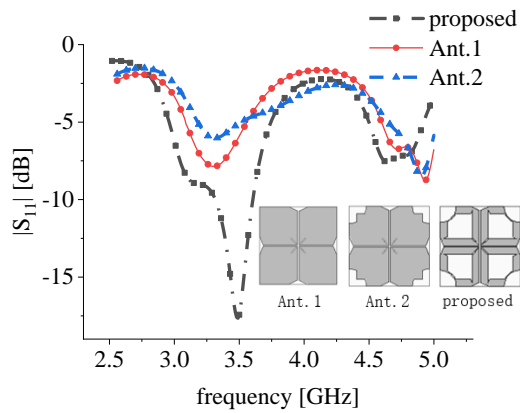 proposed
Ant.1
Ant.2
0
-5
-10
-15
|S11| [dB]
Ant.1
Ant.2
proposed
2.5 3.0 3.5 4.0 4.5 5.0
frequency [GHz]